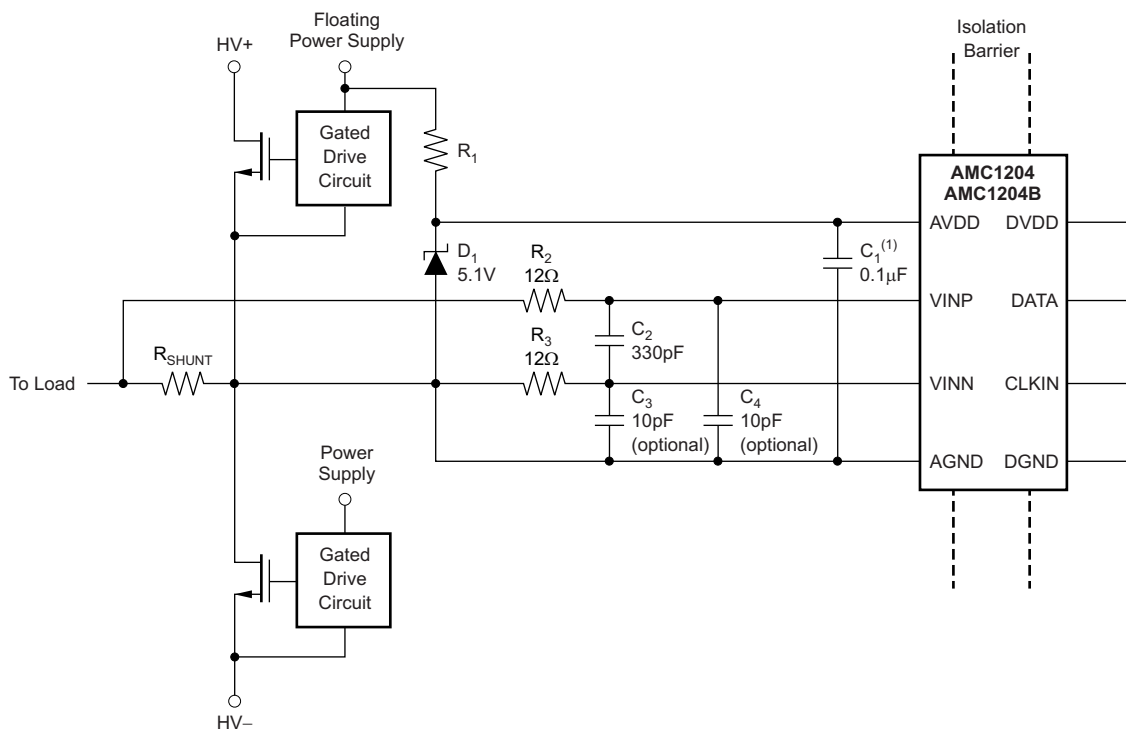 Floating
Power Supply
HV+
Isolation
Barrier
Gated
Drive
Circuit
R1
AMC1204
AMC1204B
AVDD
DVDD
D1
5.1V
R2
12Ω
C1(1)
0.1μF
VINP
DATA
R3
12Ω
C2
330pF
RSHUNT
To Load
VINN
CLKIN
C3
10pF
(optional)
C4
10pF
(optional)
Power
Supply
AGND
DGND
Gated
Drive
Circuit
HV−